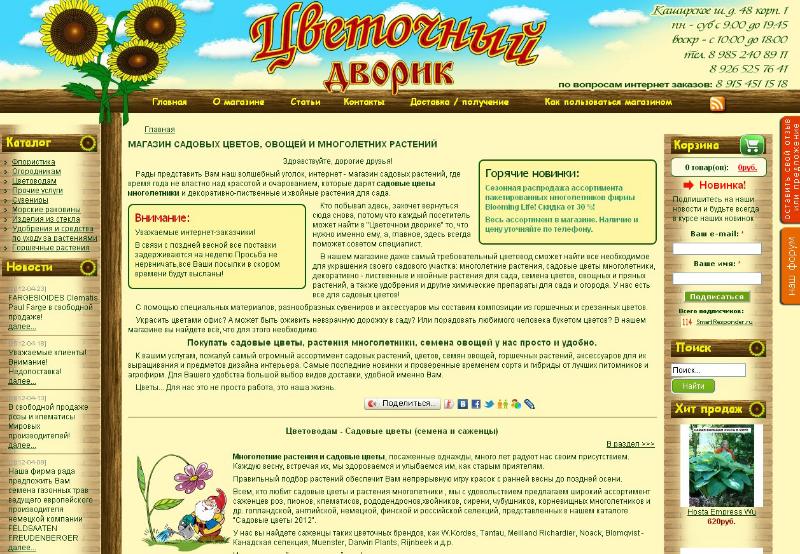 Цветочный
дворик
Каширское ш. д. 48 корп. 1
пн - суб с 9.00 до 19.45
воскр - с 10.00 до 18.00
тел. 8 985 240 89 11
8 926 525 76 41
по вопросам интернет заказов: 8 915 451 15 18
Главная О магазине Статьи Контакты Доставка / получение Как пользоваться магазином
Каталог
Флористика
Огородникам
Цветоводам
Прочие услуги
Сувениры
Морские раковины
Изделия из стекла
Удобрения и средства
по уходу за растениями
Горшечные растения
Новости
[2012-04-23]
FARGESIOIDES Clematis
Paul Farge в свободной
продаже!
далее...
Уважаемые клиенты!
Внимание!
Недопоставка!
далее...
[2012-04-13]
В свободной продаже
розы и клематисы
Мировых
производителей!
далее...
[2012-04-09]
Наша фирма рада
предложить Вам
семена газонных трав
ведущего европейского
производителя
немецкой компании
FELDSAATEN
FREUDENBERGER
далее...
Главная
МАГАЗИН САДОВЫХ ЦВЕТОВ, ОВОЩЕЙ И МНОГОЛЕТНИХ РАСТЕНИЙ
Здравствуйте, дорогие друзья!
Рады представить Вам наш волшебный уголок, интернет - магазин садовых растений, где
время года не властно над красотой и очарованием, которые дарят садовые цветы
многолетники и декоративно-лиственные и хвойные растения для сада.
Горячие новинки:
Сезонная распродажа ассортимента
пакетированных многолетников фирмы
Blooming Life! Скидка от 30 %!
Весь ассортимент в магазине. Наличие и
цену уточняйте по телефону.
Внимание:
Уважаемые интернет-заказчики!
В связи с поздней весной все поставки
задерживаются на неделю.Просьба не
нервничать,все Ваши посылки в скором
времени будут высланы!
Кто побывал здесь, захочет вернуться
сюда снова, потому что каждый посетитель
может найти в "Цветочном дворике" то, что
нужно именно ему, а, главное, здесь всегда
поможет советом специалист.
В нашем магазине даже самый требовательный цветовод сможет найти все необходимое
для украшения своего садового участка: многолетние растения, садовые цветы многолетники,
декоративно - лиственные и хвойные растения для сада, семена цветов, овощных и пряных
растений, а также удобрения и другие химические препараты для сада и огорода. У нас есть
всё для садовых цветов!
С помощью специальных материалов, разнообразных сувениров и аксессуаров мы составим композиции из горшечных и срезанных цветов.
Украсить цветами офис? А может быть оживить невзрачную дорожку в саду? Или порадовать любимого человека букетом цветов? В нашем
магазине вы найдете всё, что для этого необходимо.
Покупать садовые цветы, растения многолетники, семена овощей у нас просто и удобно.
К вашим услугам, пожалуй самый огромный ассортимент садовых растений, цветов, семян овощей, горшечных растений, аксессуаров для их
выращивания и предметов дизайна интерьера. Самые последние новинки и проверенные временем сорта и гибриды от лучших питомников и
агрофирм. Для Вашего удобства большой выбор видов доставки, удобной именно Вам.
Цветы... Для нас это не просто работа, это наша жизнь.
Поделиться...
Цветоводам - Садовые цветы (семена и саженцы)
В раздел >>>
Многолетние растения и садовые цветы, посаженные однажды, много лет радуют нас своим присутствием.
Каждую весну, встречая их, мы здороваемся и улыбаемся им, как старым приятелям.
Правильный подбор растений обеспечит Вам непрерывную игру красок с ранней весны до поздней осени.
Всем, кто любит садовые цветы и растения многолетники , мы с удовольствием предлагаем широкий ассортимент
саженцев роз, пионов, клематисов, рододендронов,хвойников, сирени, чубушников, корневищных многолетников и
др. голландской, английской, немецкой, финской и российской селекций, представленных в нашем каталоге
"Садовые цветы 2012".
У нас вы найдете саженцы таких цветочных брендов, как W.Kordes, Tantau, Meilland Richardier, Noack, Blomqvist -
Канадская селекция, Muenster, Darwin Plants, Рijnbeek и др.
Корзина
0 товар(ов): 0руб.
Новинка!
Подпишитесь на наши
новости и будьте всегда
в курсе наших новинок
Ваш e-mail: *
Ваше имя: *
Подписаться
Всего подписчиков:
114 SmartResponder.ru
Поиск
Поиск...
Найти
Хит продаж
Hosta Empress Wu
620руб.
оставить свой отзыв
или предложение
наш форум